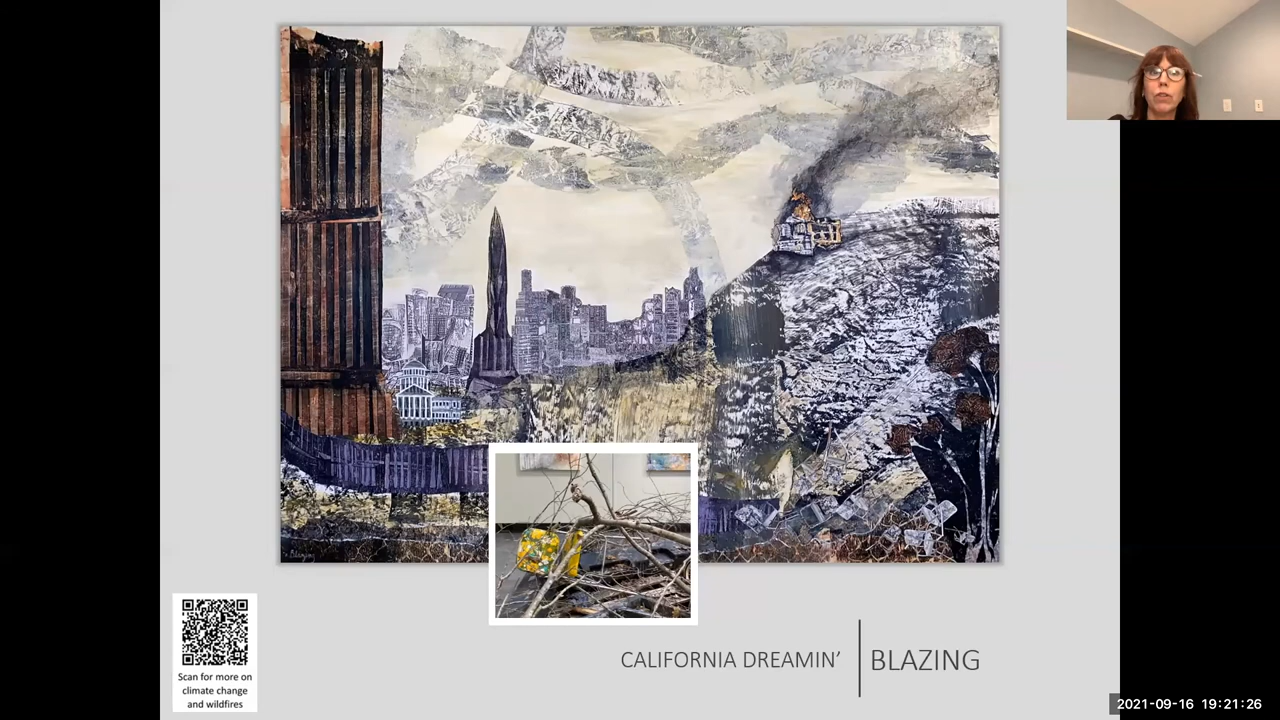 CALIFORNIA DREAMIN’
BLAZING
Scan for more on
climate change
and wildfires
2021-09-16 19:21:26